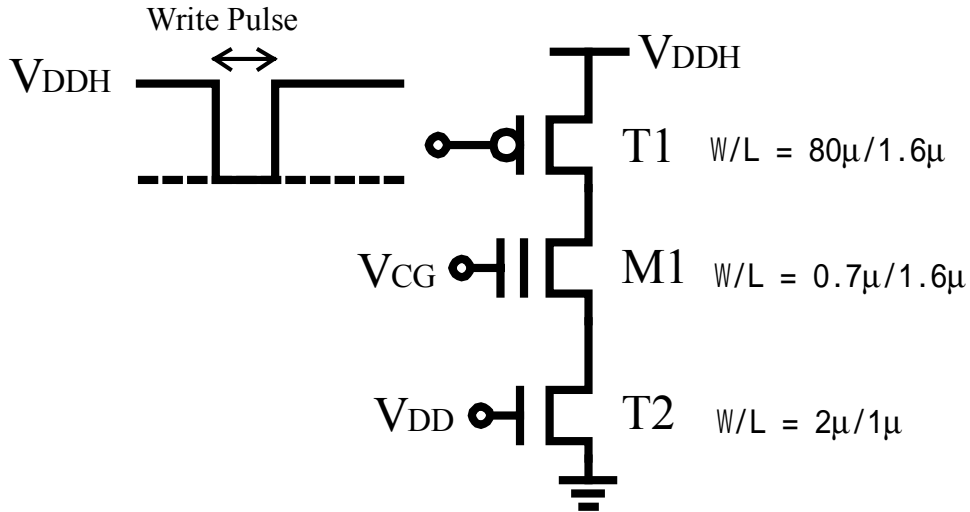 Write Pulse
VDDH
VDDH
T1 W/L = 80μ/1.6μ
VCG M1 W/L = 0.7μ/1.6μ
VDD T2 W/L = 2μ/1μ